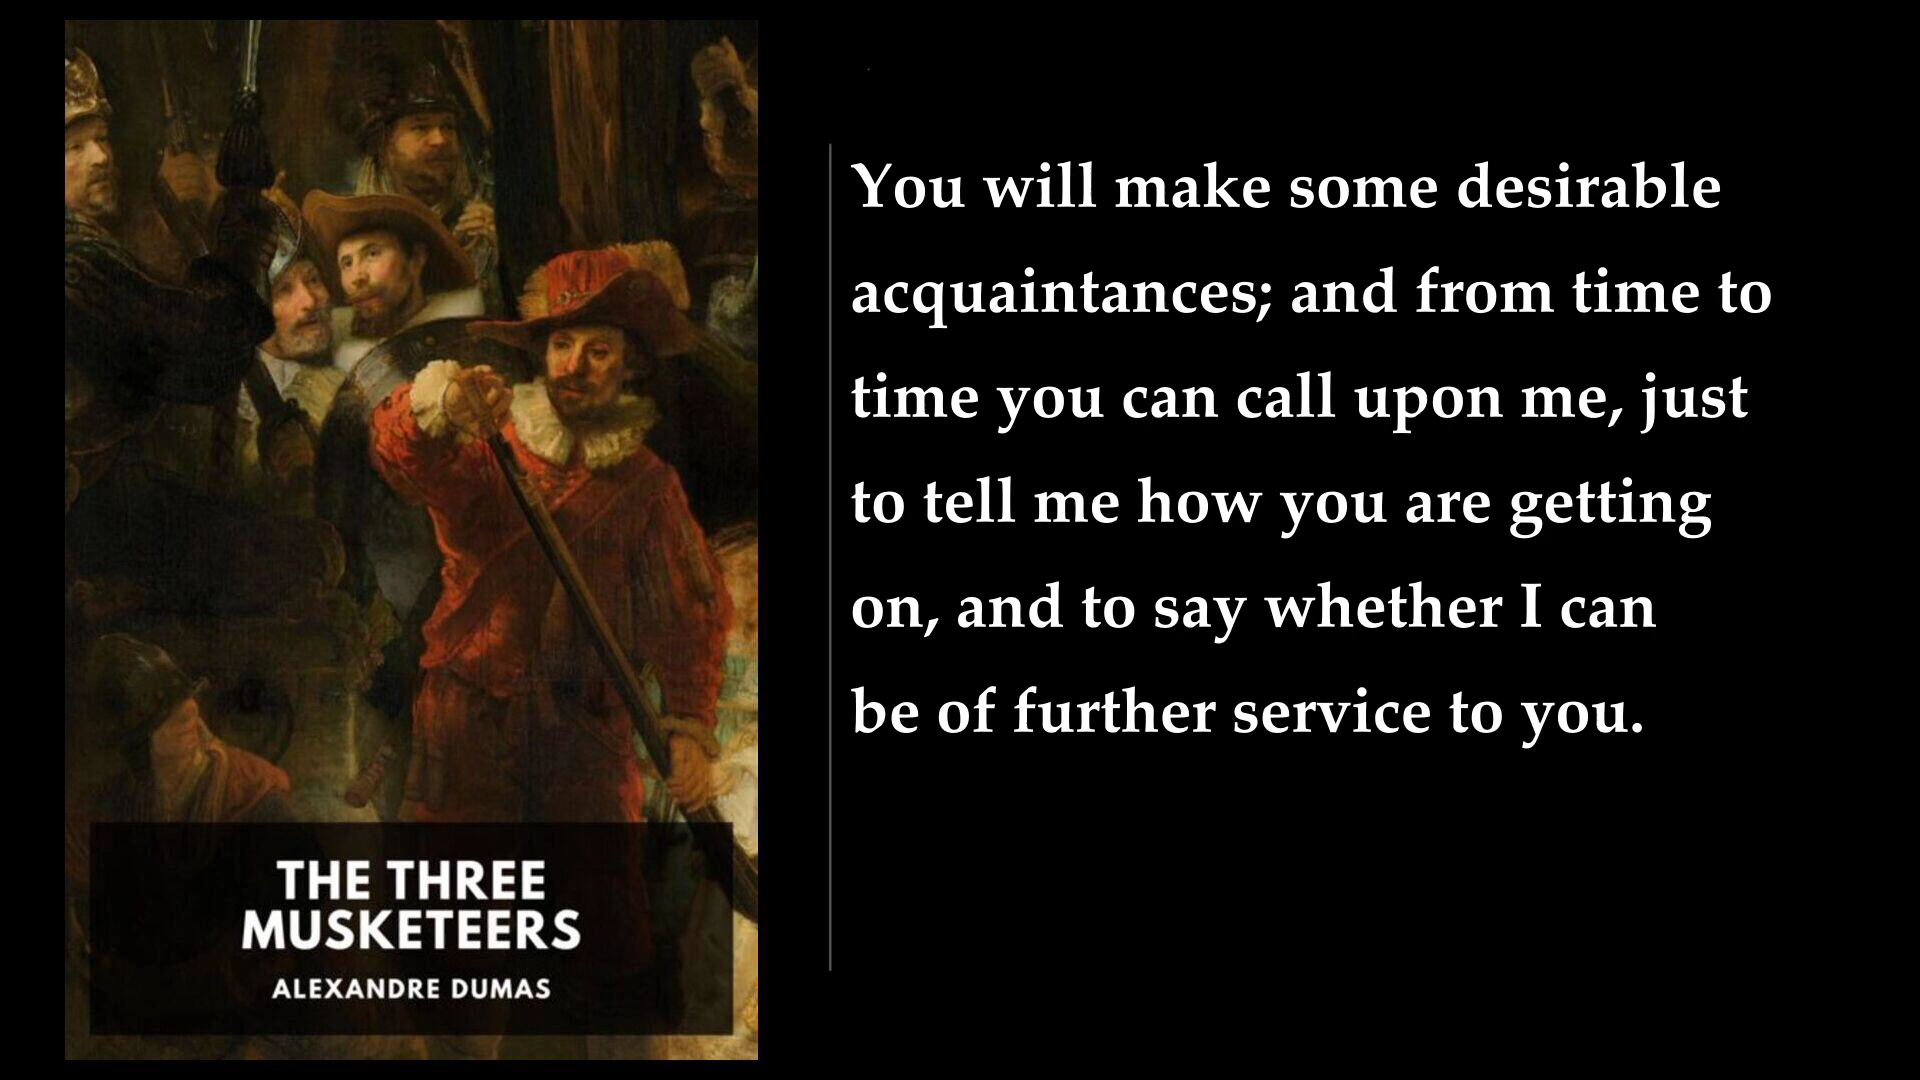 You will make some desirable
acquaintances; and from time to
time you can call upon me, just
to tell me how you are getting
on, and to say whether I can
be of further service to you.
THE THREE
MUSKETEERS
ALEXANDRE DUMAS